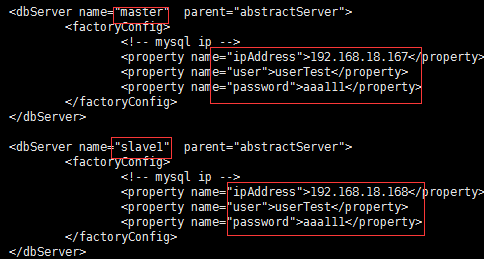 <dbServer name="master"  parent="abstractServer">
<factoryConfig>
<!-- mysql ip -->
<property name="ipAddress">192.168.18.167</property>
<property name="user">userTest</property>
<property name="password">aaa111</property>
</factoryConfig>
</dbServer>
<dbServer name="slave1"  parent="abstractServer">
<factoryConfig>
<!-- mysql ip -->
<property name="ipAddress">192.168.18.168</property>
<property name="user">userTest</property>
<property name="password">aaa111</property>
</factoryConfig>
</dbServer>